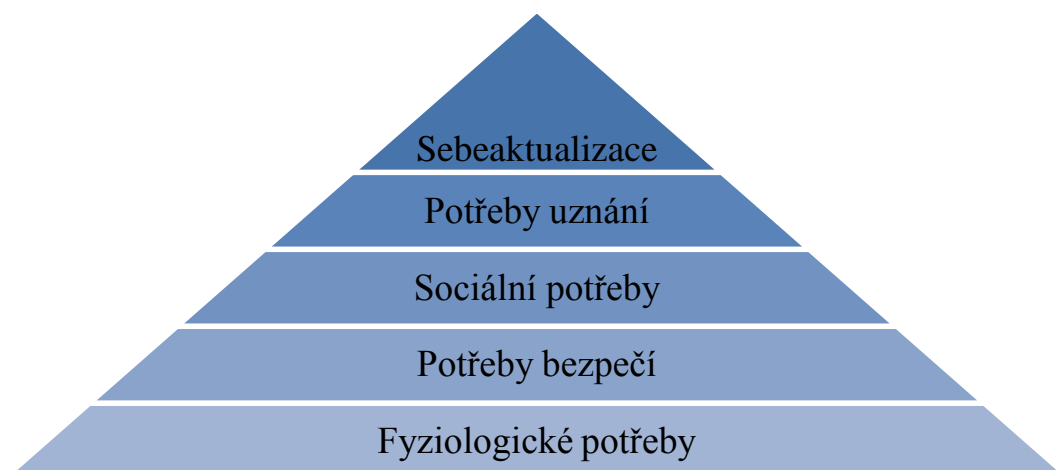 Sebeaktualizace
Potřeby uznání
Sociální potřeby
Potřeby bezpečí
Fyziologické potřeby